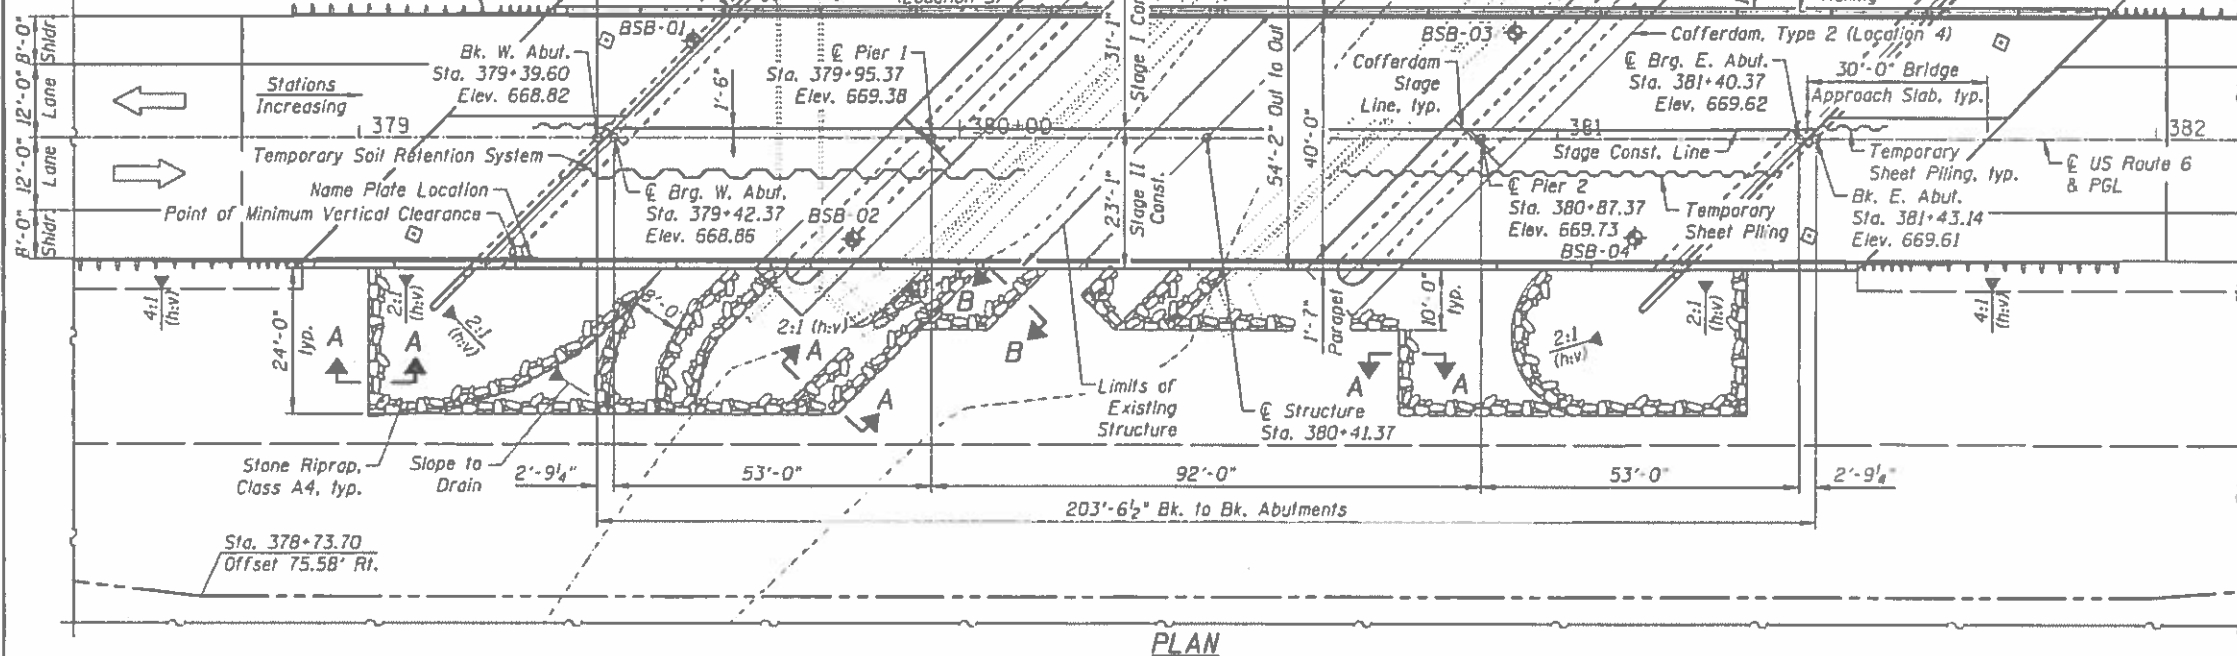 BSB-01
Bk. W. Abut.
Sta. 379+39.60
Elev. 668.82
℄ Pier 1
Sta. 379+95.37
Elev. 669.38
1'-6"
31'-1"
Stage I
54'-2" Out to Out
40'-0"
BSB-03
Cofferdam
Stage
Line, typ.
Cofferdam, Type 2 (Location 4)
℄ Brg. E. Abut.
Sta. 381+40.37
Elev. 669.62
30'-0" Bridge
Approach Slab, typ.
8'-0"
Shldr.
12'-0"
Lane
12'-0"
Lane
8'-0"
Shldr.
Stations
Increasing
379
380+00
381
382
Temporary Soil Retention System
Name Plate Location
Point of Minimum Vertical Clearance
℄ Brg. W. Abut.
Sta. 379+42.37
Elev. 668.86
BSB-02
23'-1"
Stage II
Const.
Stage Const. Line
℄ Pier 2
Sta. 380+87.37
Elev. 669.73
BSB-04
Temporary
Sheet Piling
Temporary
Sheet Piling, typ.
Bk. E. Abut.
Sta. 381+43.14
Elev. 669.61
℄ US Route 6
& PGL
4:1
(h:v)
24'-0"
typ.
2:1
(h:v)
2:1
(h:v)
A
A
8'-0"
2:1 (h:v)
A
A
B
B
1'-7"
Parapet
10'-0"
typ.
A
A
2:1
(h:v)
2:1
(h:v)
4:1
(h:v)
Limits of
Existing
Structure
℄ Structure
Sta. 380+41.37
Stone Riprap,
Class A4, typ.
Slope to
Drain
2'-9¼"
53'-0"
92'-0"
53'-0"
2'-9¼"
203'-6½" Bk. to Bk. Abutments
Sta. 378+73.70
Offset 75.58' Rt.
PLAN